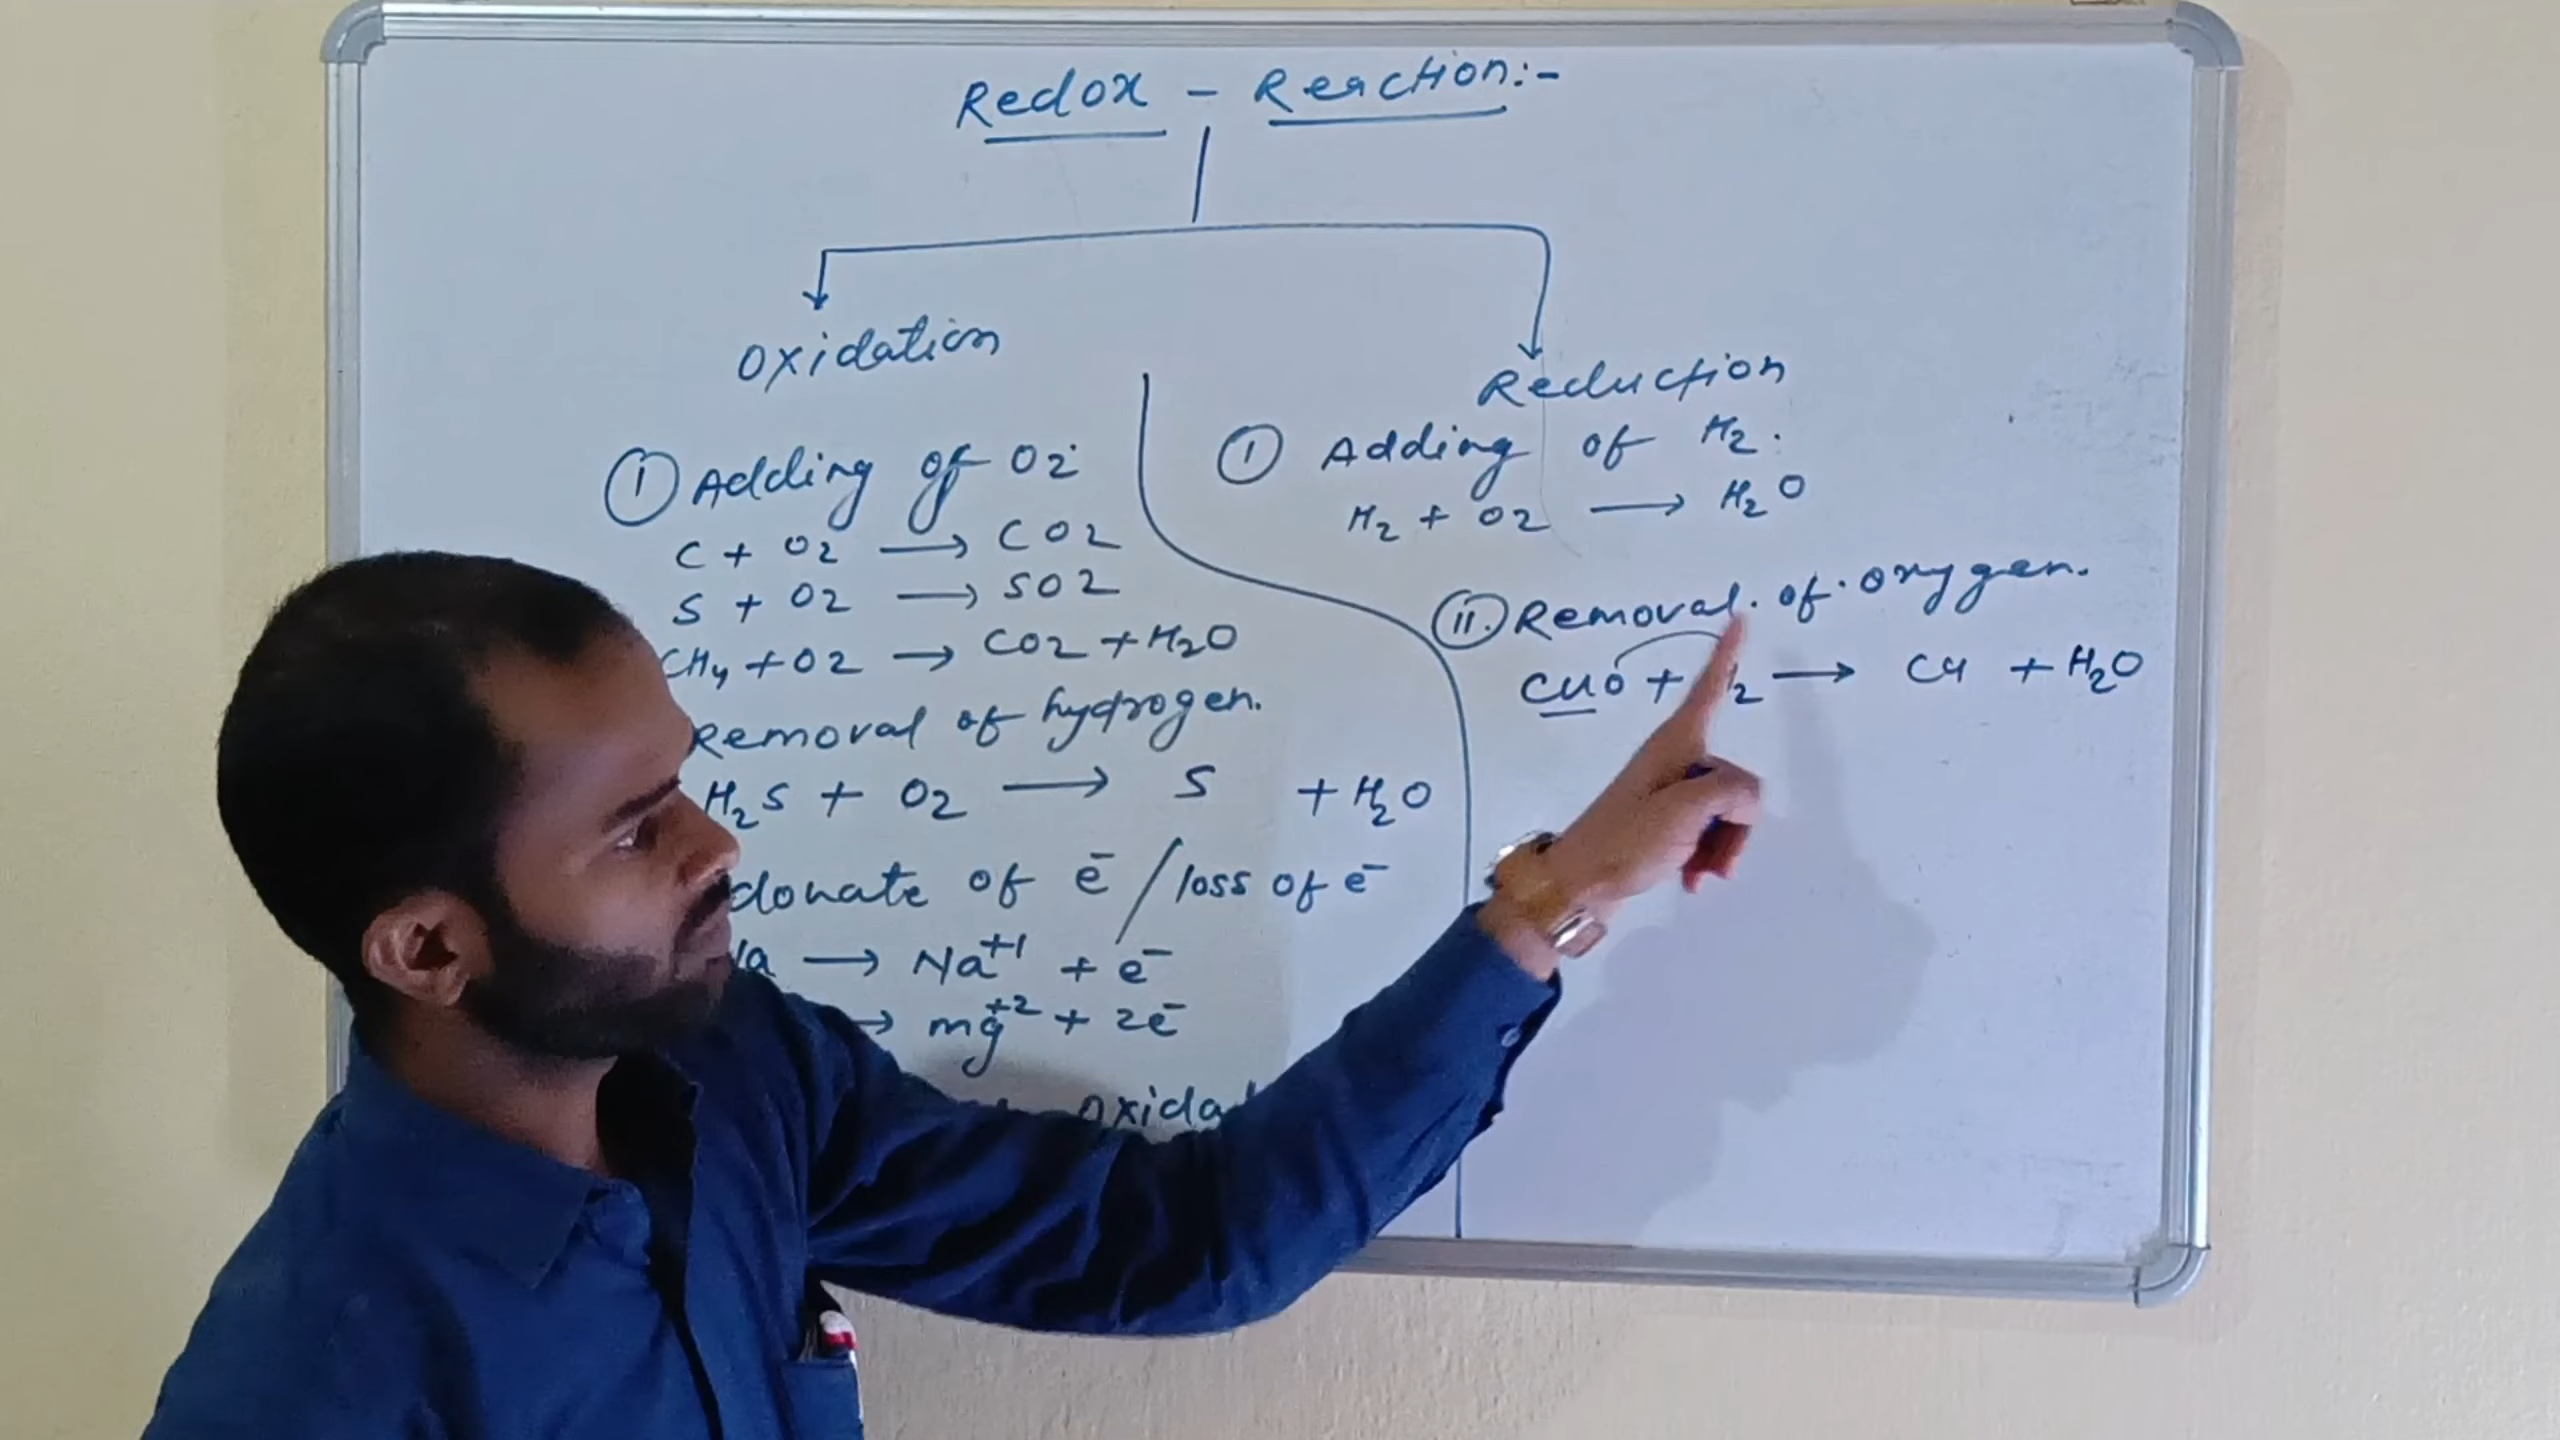 Redox - Reaction:-
Oxidation
Reduction
I Adding of O2
C + O2 → CO2
S + O2 → SO2
CH4 + O2 → CO2 + H2O
Removal of hydrogen.
H2S + O2 → S + H2O
donate of e⁻ / loss of e⁻
→ Na⁺¹ + e⁻
→ mg⁺² + 2e⁻
I Adding of H2.
H2 + O2 → H2O
II. Removal of oxygen.
CuO + 2 → Cu + H2O